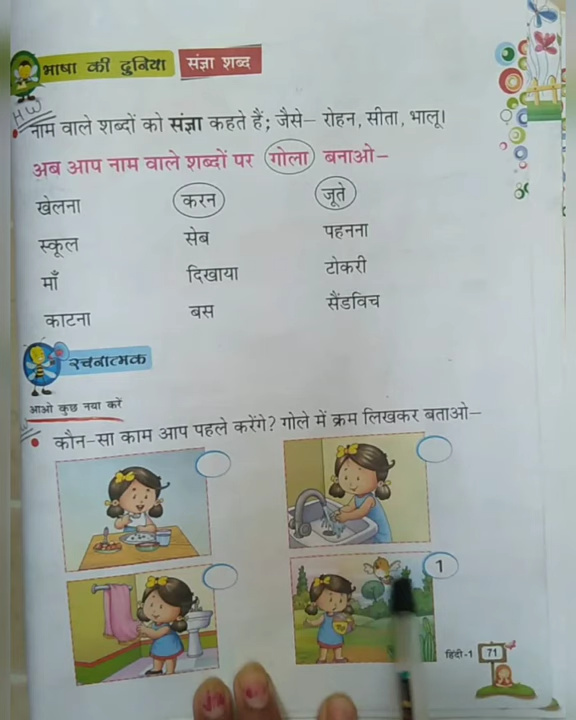 भाषा की दुनिया संज्ञा शब्द
HW
नाम वाले शब्दों को संज्ञा कहते हैं; जैसे– रोहन, सीता, भालू।
अब आप नाम वाले शब्दों पर गोला बनाओ–
खेलना करन जूते
स्कूल सेब पहनना
माँ दिखाया टोकरी
काटना बस सैंडविच
रचनात्मक
आओ कुछ नया करें
कौन-सा काम आप पहले करेंगे? गोले में क्रम लिखकर बताओ–
1
हिंदी-1 71